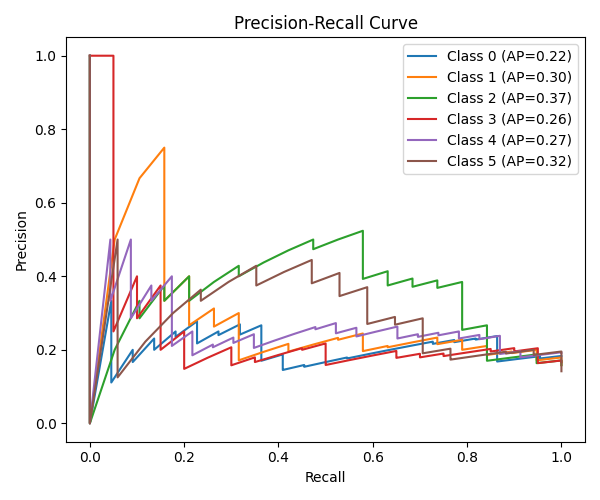 Precision-Recall Curve
Precision
1.0
0.8
0.6
0.4
0.2
0.0
Class 0 (AP=0.22)
Class 1 (AP=0.30)
Class 2 (AP=0.37)
Class 3 (AP=0.26)
Class 4 (AP=0.27)
Class 5 (AP=0.32)
0.0 0.2 0.4 0.6 0.8 1.0
Recall